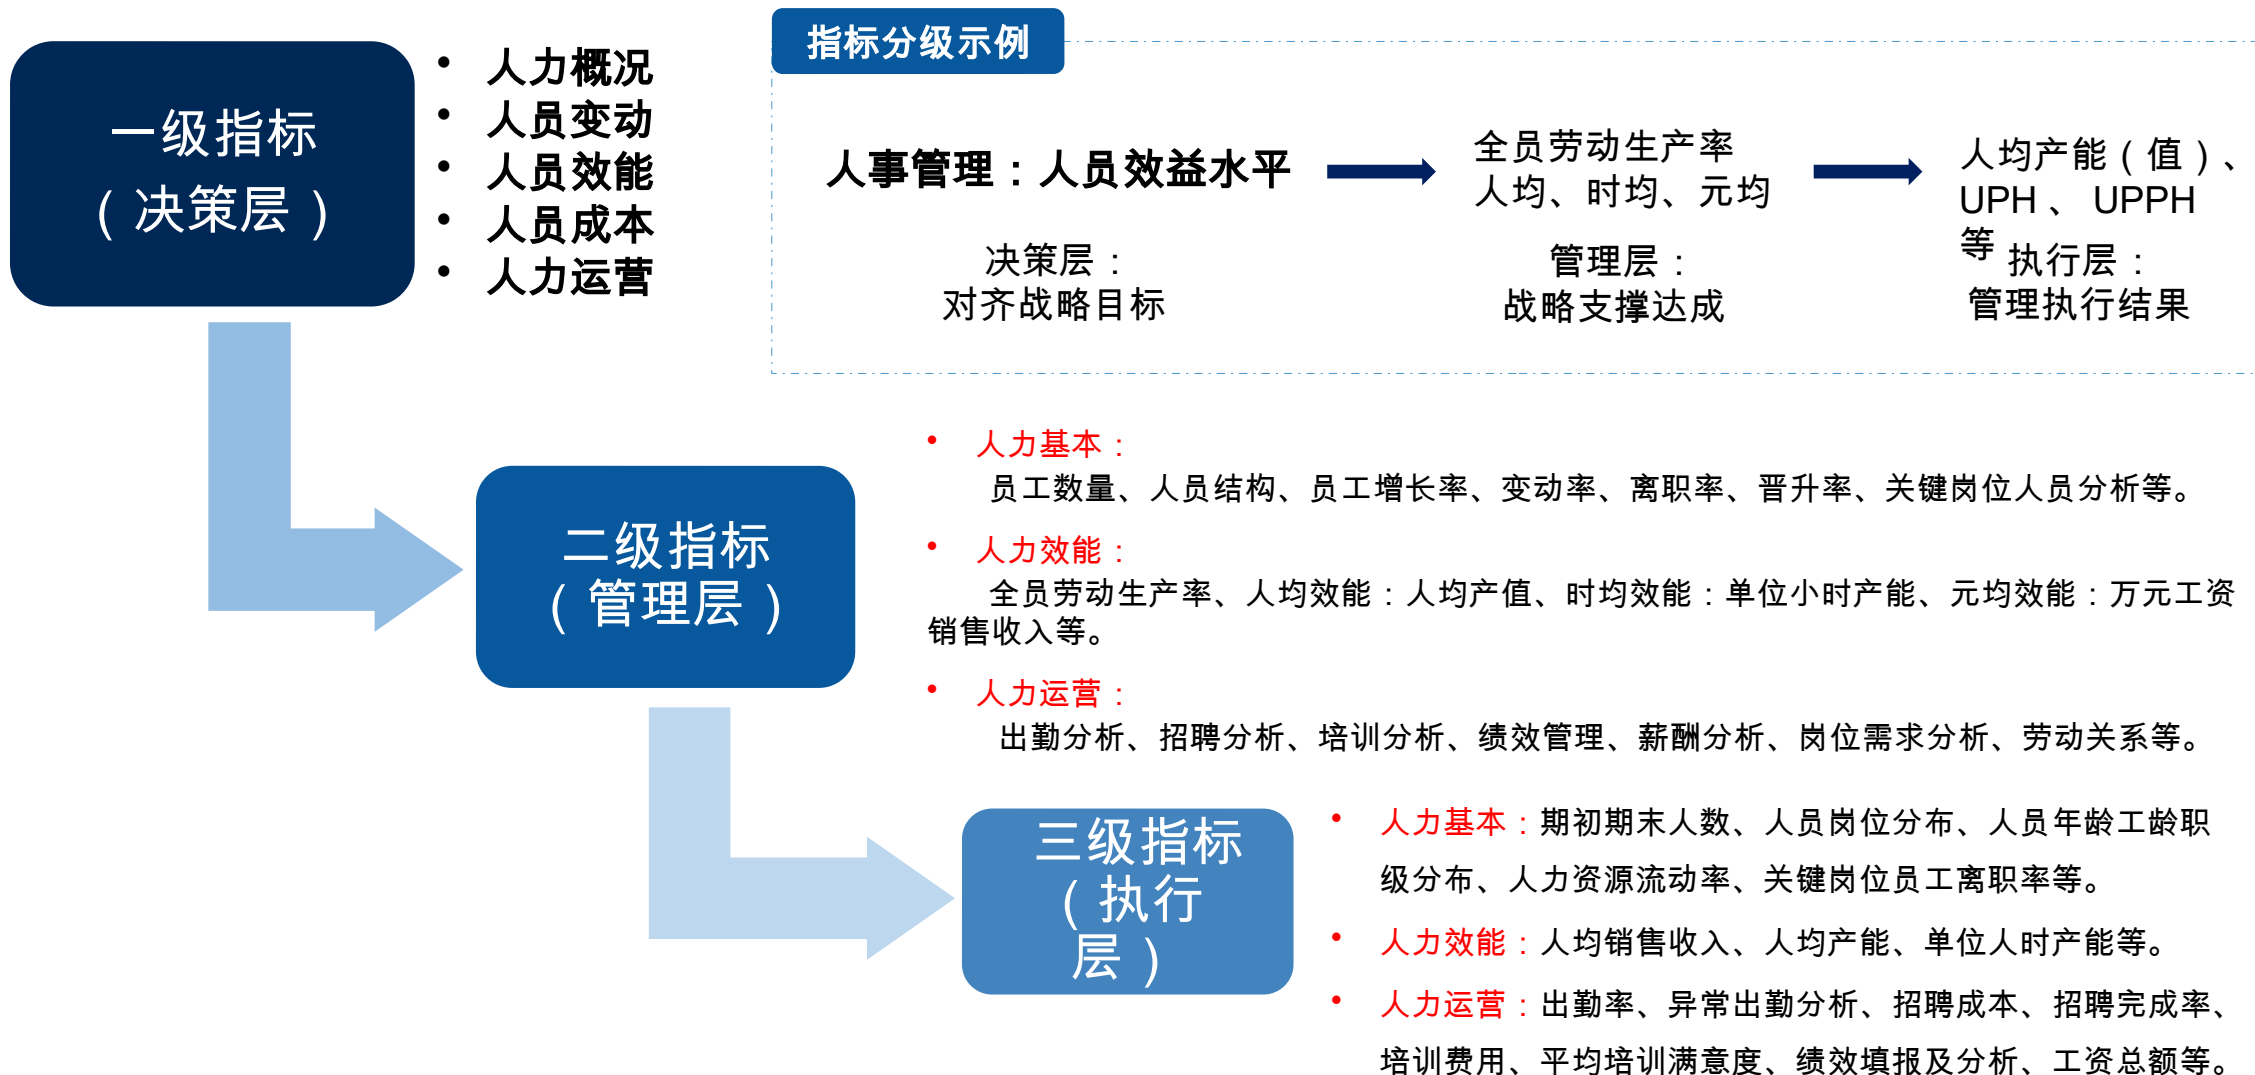 一级指标
（决策层）
• 人力概况
• 人员变动
• 人员效能
• 人员成本
• 人力运营
指标分级示例
人事管理：人员效益水平
决策层：
对齐战略目标
全员劳动生产率
人均、时均、元均
管理层：
战略支撑达成
人均产能（值）、
UPH、UPPH
等
执行层：
管理执行结果
二级指标
（管理层）
• 人力基本：
员工数量、人员结构、员工增长率、变动率、离职率、晋升率、关键岗位人员分析等。
• 人力效能：
全员劳动生产率、人均效能：人均产值、时均效能：单位小时产能、元均效能：万元工资
销售收入等。
• 人力运营：
出勤分析、招聘分析、培训分析、绩效管理、薪酬分析、岗位需求分析、劳动关系等。
三级指标
（执行
层）
• 人力基本：期初期末人数、人员岗位分布、人员年龄工龄职
级分布、人力资源流动率、关键岗位员工离职率等。
• 人力效能：人均销售收入、人均产能、单位人时产能等。
• 人力运营：出勤率、异常出勤分析、招聘成本、招聘完成率、
培训费用、平均培训满意度、绩效填报及分析、工资总额等。